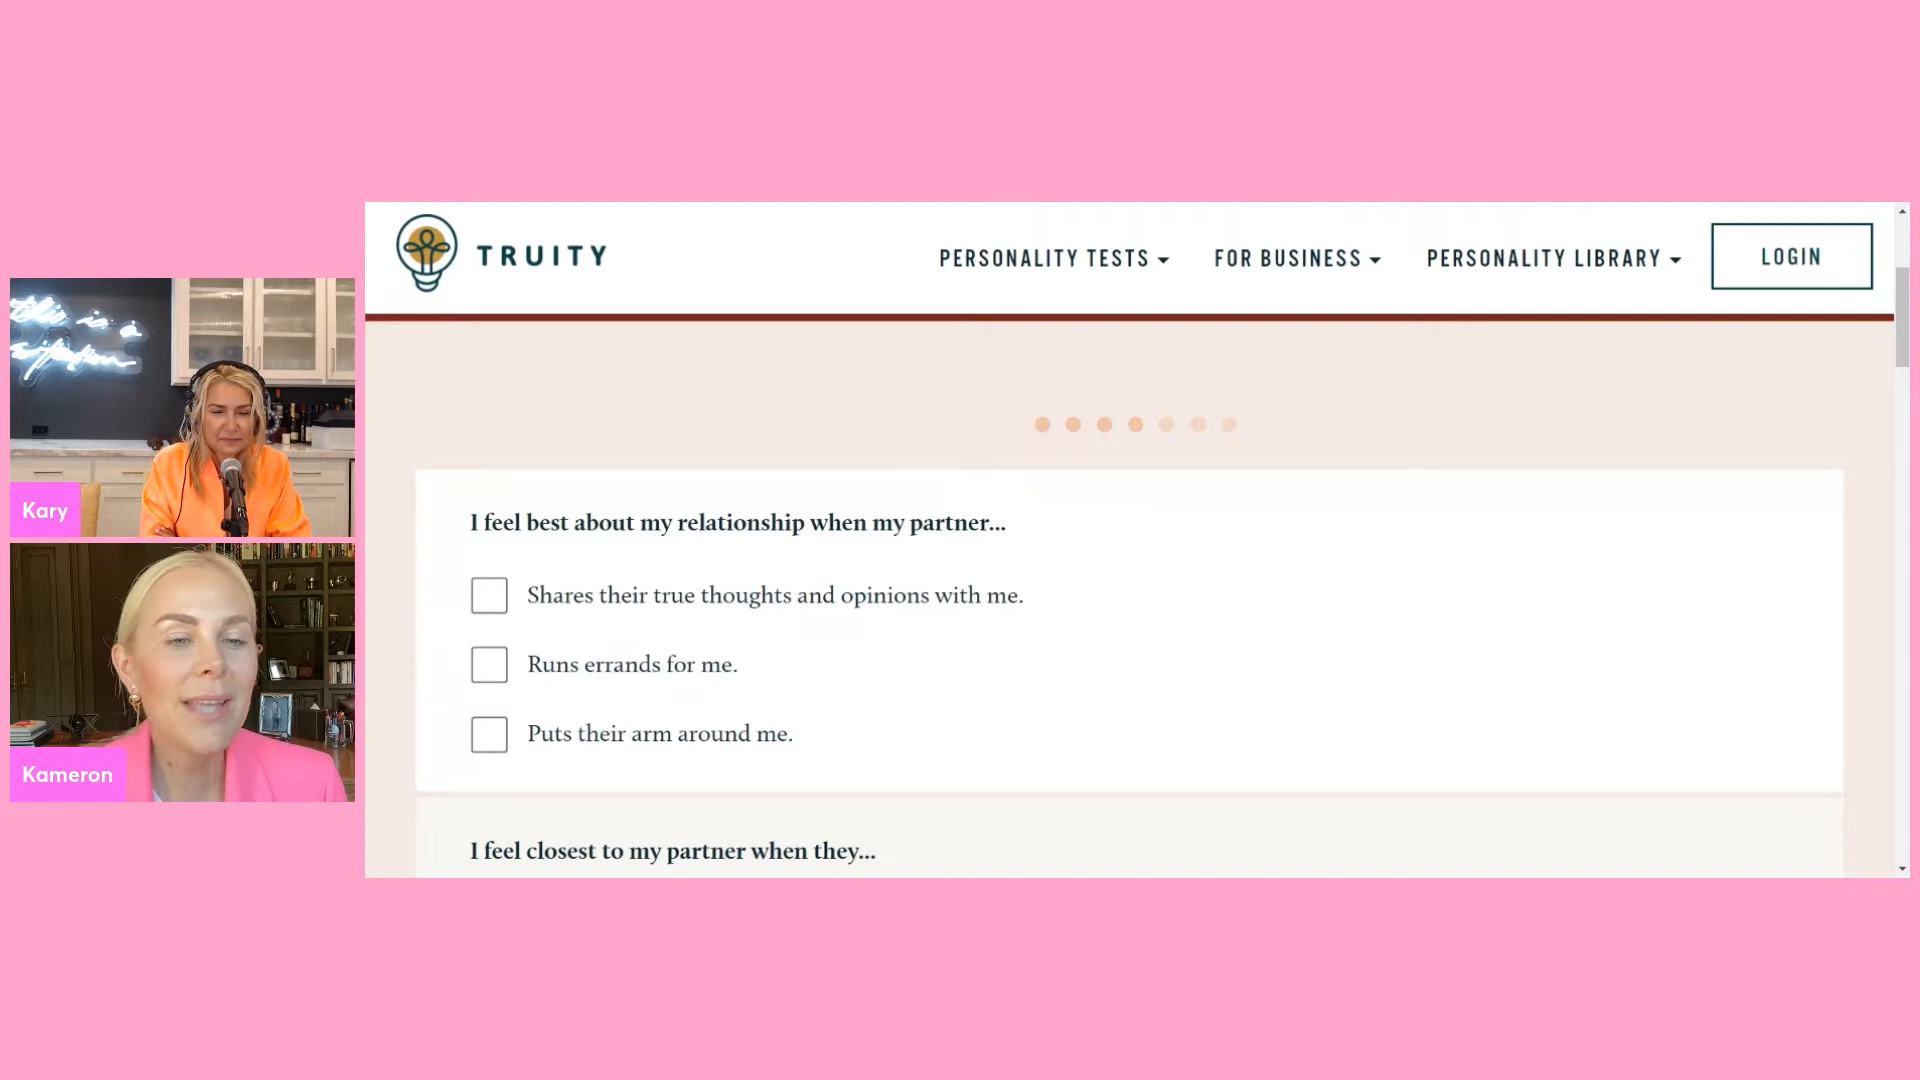 TRUITY
PERSONALITY TESTS
FOR BUSINESS
PERSONALITY LIBRARY
LOGIN
I feel best about my relationship when my partner...
Shares their true thoughts and opinions with me.
Runs errands for me.
Puts their arm around me.
I feel closest to my partner when they...
this is a
Kary
Kameron